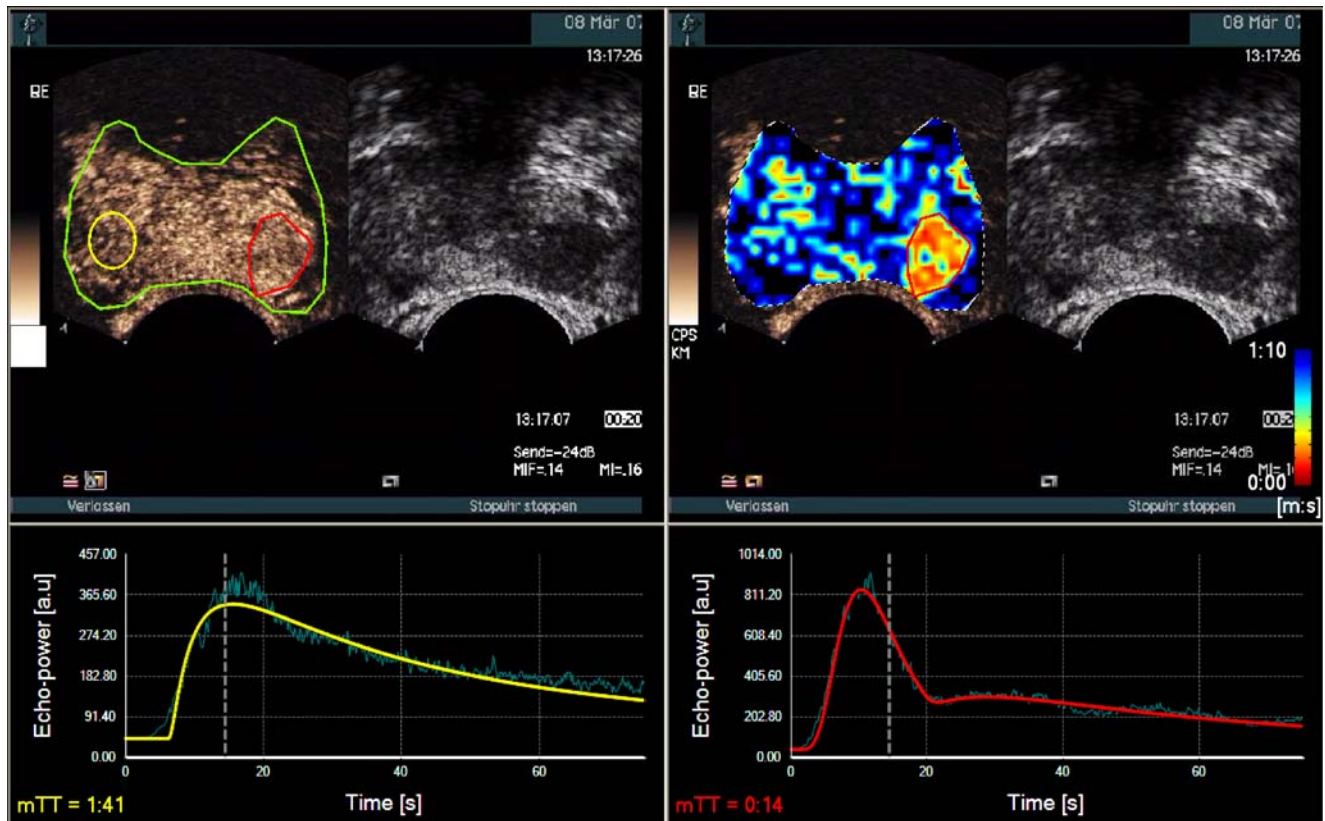 08 Mär 07
13:17:26
BE
13:17:07 00:20
Send=-24dB
MIF=.14 MI=.16
Verlassen Stopuhr stoppen
08 Mär 07
13:17:26
BE
CPS
KM
1:10
13:17:07
Send=-24dB
MIF=.14
0:00
Verlassen Stopuhr stoppen [m:s]
Echo-power [a.u]
457.00
365.60
274.20
182.80
91.40
0.00
0 20 40 60
mTT = 1:41 Time [s]
Echo-power [a.u]
1014.00
811.20
608.40
405.60
202.80
0.00
0 20 40 60
mTT = 0:14 Time [s]